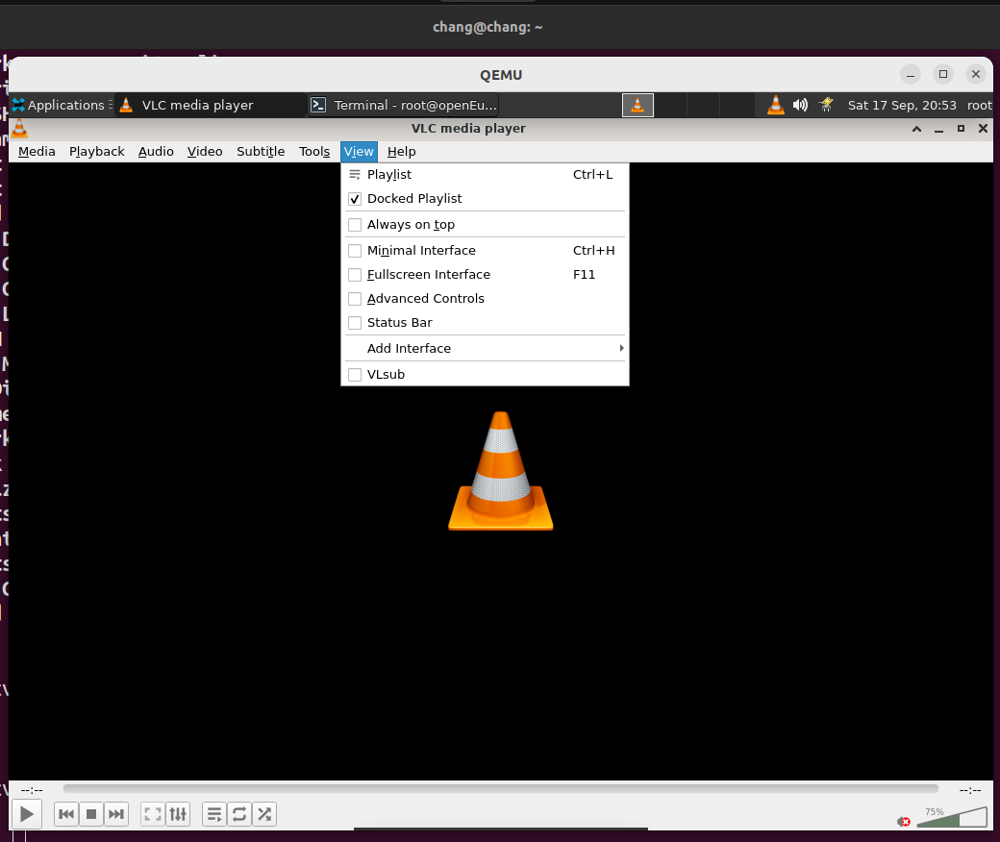 chang@chang: ~
QEMU
Applications VLC media player Terminal - root@openEu... Sat 17 Sep, 20:53 root
VLC media player
Media Playback Audio Video Subtitle Tools View Help
Playlist Ctrl+L
Docked Playlist
Always on top
Minimal Interface Ctrl+H
Fullscreen Interface F11
Advanced Controls
Status Bar
Add Interface
VLsub
--:-- --:--
75%